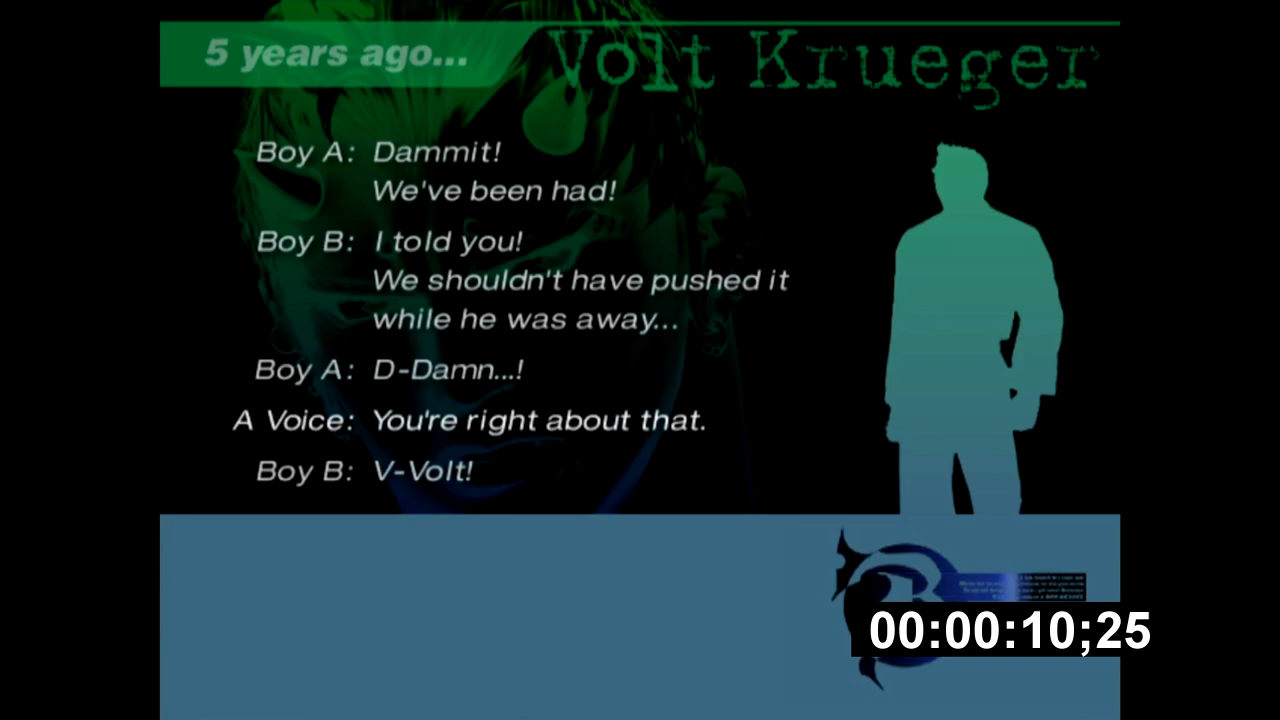 5 years ago...
Volt Krueger
Boy A: Dammit!
We've been had!
Boy B: I told you!
We shouldn't have pushed it
while he was away...
Boy A: D-Damn...!
A Voice: You're right about that.
Boy B: V-Volt!
00:00:10;25